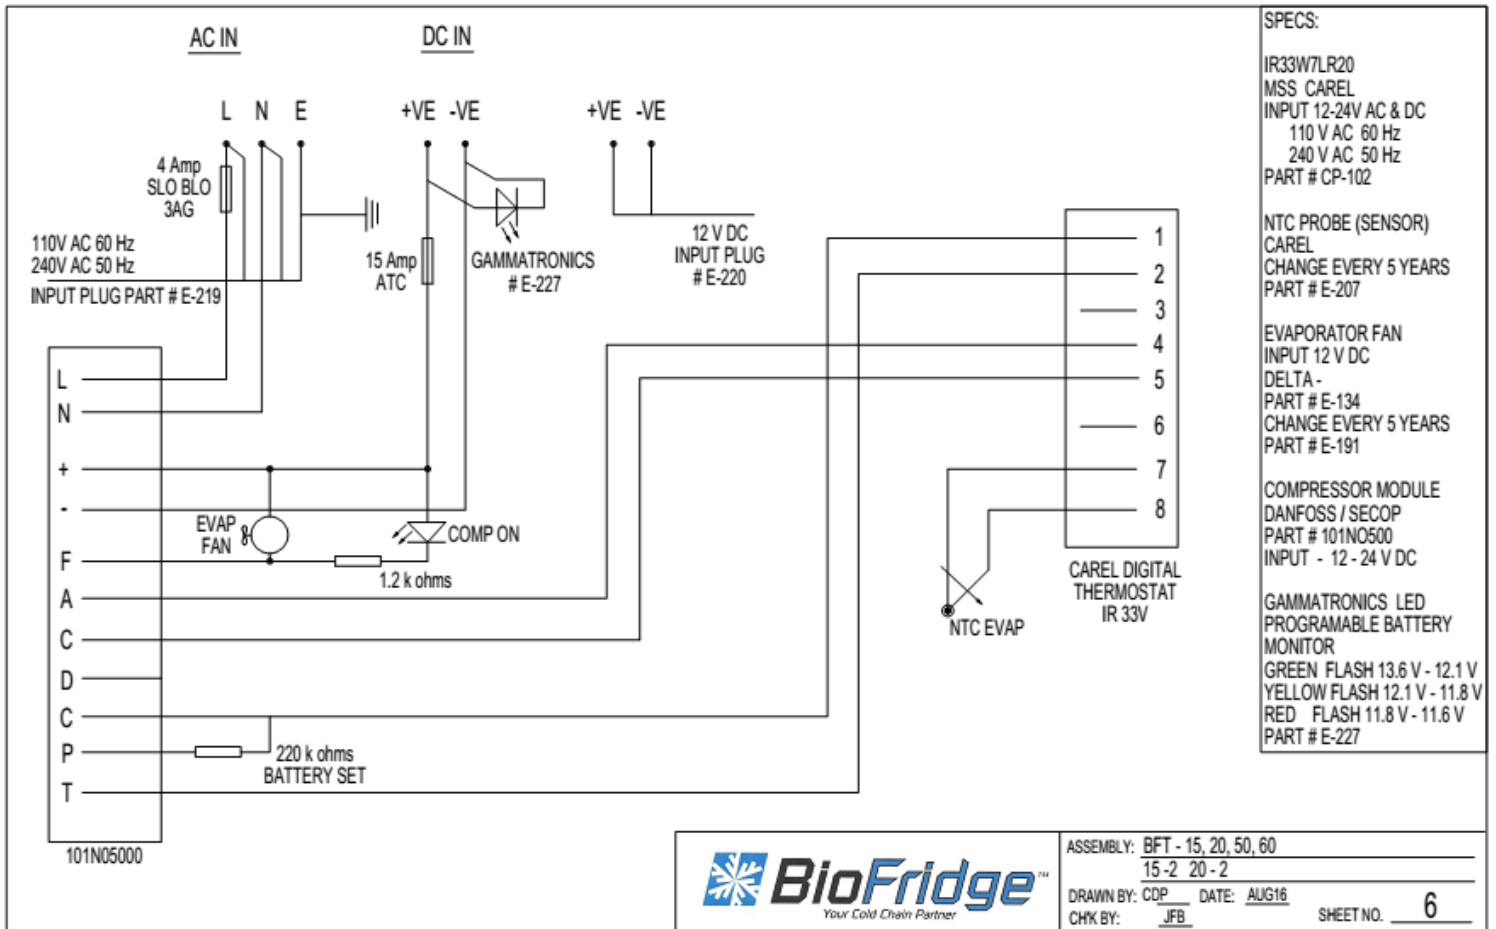 AC IN
DC IN
L N E
+VE -VE
+VE -VE
4 Amp
SLO BLO
3AG
110V AC 60 Hz
240V AC 50 Hz
INPUT PLUG PART # E-219
15 Amp
ATC
GAMMATRONICS
# E-227
12 V DC
INPUT PLUG
# E-220
L
N
+
-
F
A
C
D
C
P
T
101N05000
EVAP
FAN
COMP ON
1.2 k ohms
220 k ohms
BATTERY SET
1
2
3
4
5
6
7
8
CAREL DIGITAL
THERMOSTAT
IR 33V
NTC EVAP
SPECS:
IR33W7LR20
MSS CAREL
INPUT 12-24V AC & DC
110 V AC 60 Hz
240 V AC 50 Hz
PART # CP-102
NTC PROBE (SENSOR)
CAREL
CHANGE EVERY 5 YEARS
PART # E-207
EVAPORATOR FAN
INPUT 12 V DC
DELTA -
PART # E-134
CHANGE EVERY 5 YEARS
PART # E-191
COMPRESSOR MODULE
DANFOSS / SECOP
PART # 101NO500
INPUT - 12 - 24 V DC
GAMMATRONICS LED
PROGRAMABLE BATTERY
MONITOR
GREEN FLASH 13.6 V - 12.1 V
YELLOW FLASH 12.1 V - 11.8 V
RED FLASH 11.8 V - 11.6 V
PART # E-227
BioFridge™
Your Cold Chain Partner
ASSEMBLY: BFT - 15, 20, 50, 60
15 -2 20 - 2
DRAWN BY: CDP DATE: AUG16
CH'K BY: JFB
SHEET NO. 6